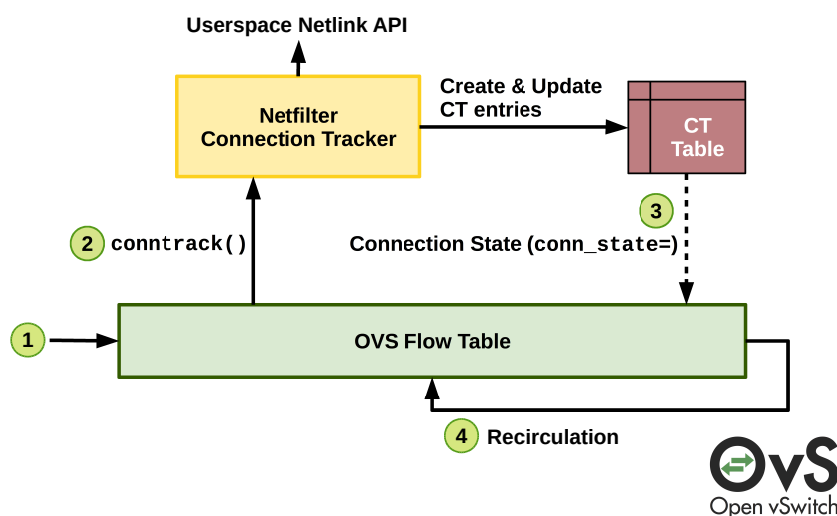 Userspace Netlink API
Netfilter
Connection Tracker
Create & Update
CT entries
CT
Table
2 conntrack()
3
Connection State (conn_state=)
1
OVS Flow Table
4 Recirculation
OvS
Open vSwitch